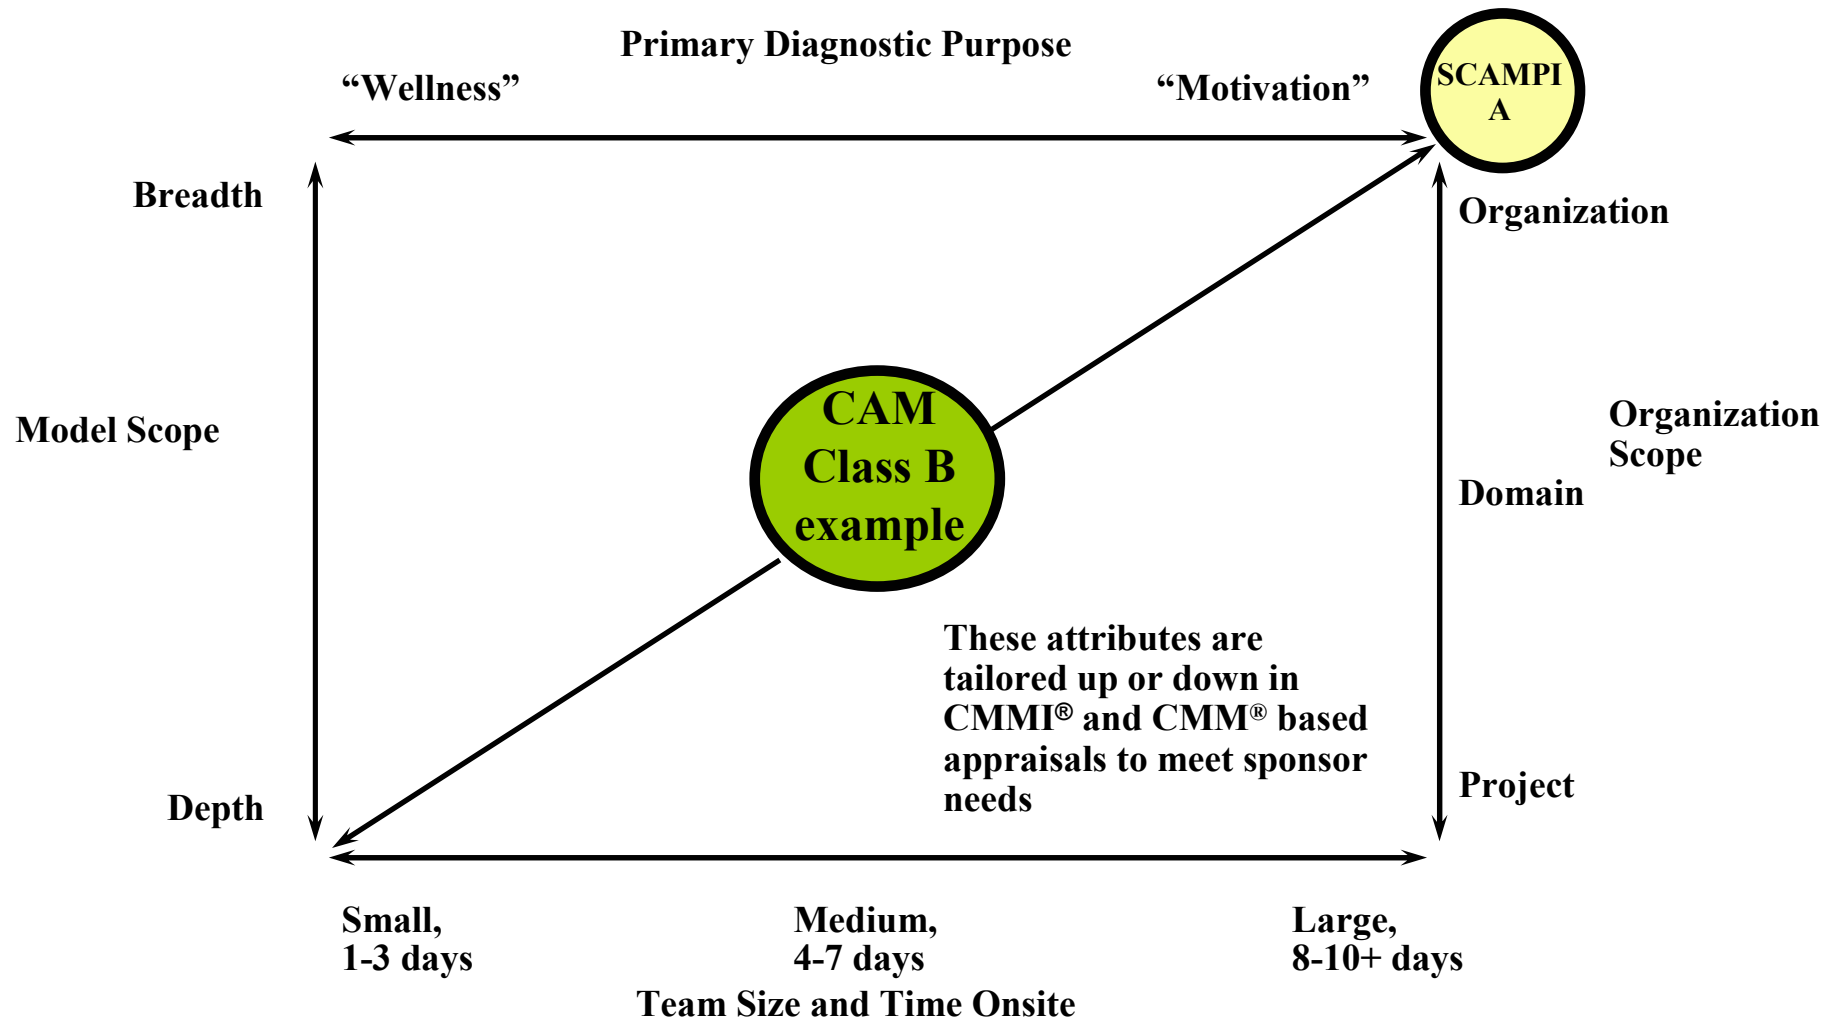 Primary Diagnostic Purpose
“Wellness”
“Motivation”
SCAMPI
A
Breadth
Organization
Model Scope
CAM
Class B
example
Organization
Scope
Domain
These attributes are
tailored up or down in
CMMI® and CMM® based
appraisals to meet sponsor
needs
Depth
Project
Small,
1-3 days
Medium,
4-7 days
Large,
8-10+ days
Team Size and Time Onsite